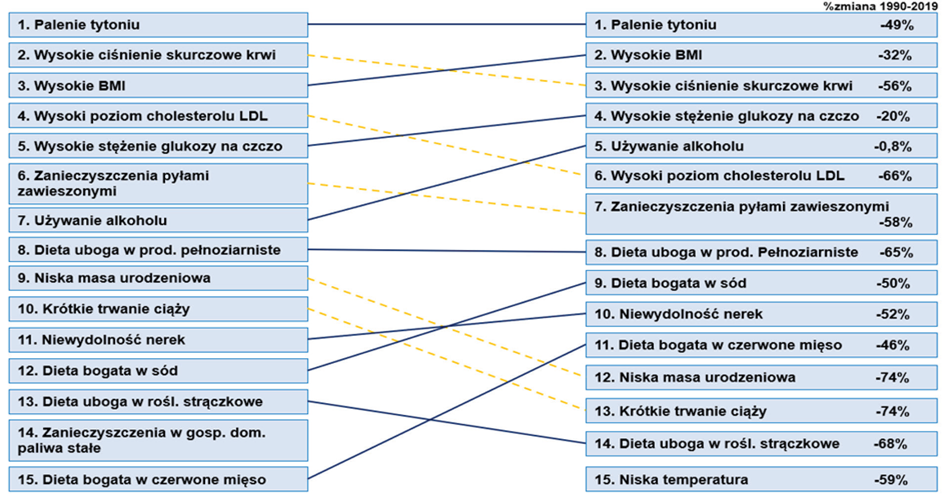 %zmiana 1990-2019
1. Palenie tytoniu
2. Wysokie ciśnienie skurczowe krwi
3. Wysokie BMI
4. Wysoki poziom cholesterolu LDL
5. Wysokie stężenie glukozy na czczo
6. Zanieczyszczenia pyłami
zawieszonymi
7. Używanie alkoholu
8. Dieta uboga w prod. pełnoziarniste
9. Niska masa urodzeniowa
10. Krótkie trwanie ciąży
11. Niewydolność nerek
12. Dieta bogata w sód
13. Dieta uboga w rośl. strączkowe
14. Zanieczyszczenia w gosp. dom.
paliwa stałe
15. Dieta bogata w czerwone mięso
1. Palenie tytoniu -49%
2. Wysokie BMI -32%
3. Wysokie ciśnienie skurczowe krwi -56%
4. Wysokie stężenie glukozy na czczo -20%
5. Używanie alkoholu -0,8%
6. Wysoki poziom cholesterolu LDL -66%
7. Zanieczyszczenia pyłami zawieszonymi
-58%
8. Dieta uboga w prod. Pełnoziarniste -65%
9. Dieta bogata w sód -50%
10. Niewydolność nerek -52%
11. Dieta bogata w czerwone mięso -46%
12. Niska masa urodzeniowa -74%
13. Krótkie trwanie ciąży -74%
14. Dieta uboga w rośl. strączkowe -68%
15. Niska temperatura -59%